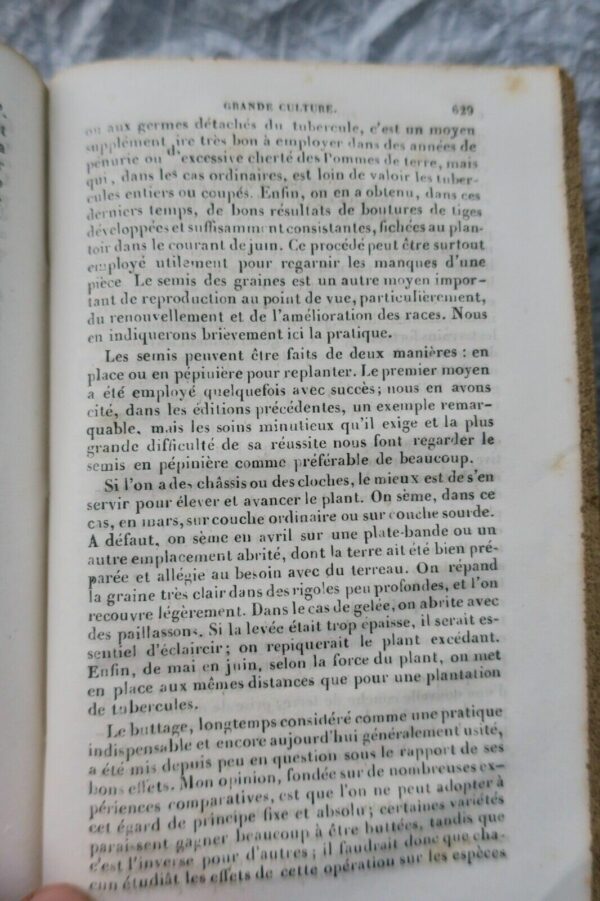 GRANDE CULTURE. 629
ou aux germes détachés du tubercule, c'est un moyen
supplémentaire très bon à employer dans des années de
pénurie ou d'excessive cherté des Pommes de terre, mais
qui, dans les cas ordinaires, est loin de valoir les tuber-
cules entiers ou coupés. Enfin, on en a obtenu, dans ces
derniers temps, de bons résultats de boutures de tiges
développées et suffisamment consistantes, fichées au plan-
toir dans le courant de juin. Ce procédé peut être surtout
employé utilement pour regarnir les manques d'une
pièce Le semis des graines est un autre moyen impor-
tant de reproduction au point de vue, particulièrement,
du renouvellement et de l'amélioration des races. Nous
en indiquerons brièvement ici la pratique.
Les semis peuvent être faits de deux manières : en
place ou en pépinière pour replanter. Le premier moyen
a été employé quelquefois avec succès; nous en avons
cité, dans les éditions précédentes, un exemple remar-
quable, mais les soins minutieux qu'il exige et la plus
grande difficulté de sa réussite nous font regarder le
semis en pépinière comme préférable de beaucoup.
Si l'on a des châssis ou des cloches, le mieux est de s'en
servir pour élever et avancer le plant. On sème, dans ce
cas, en mars, sur couche ordinaire ou sur couche sourde.
A défaut, on sème en avril sur une plate-bande ou un
autre emplacement abrité, dont la terre ait été bien pré-
parée et allégie au besoin avec du terreau. On répand
la graine très clair dans des rigoles peu profondes, et l'on
recouvre légèrement. Dans le cas de gelée, on abrite avec
des paillassons. Si la levée était trop épaisse, il serait es-
sentiel d'éclaircir; on repiquerait le plant excédant.
Enfin, de mai en juin, selon la force du plant, on met
en place aux mêmes distances que pour une plantation
de tubercules.
Le buttage, longtemps considéré comme une pratique
indispensable et encore aujourd'hui généralement usité,
a été mis depuis peu en question sous le rapport de ses
bons effets. Mon opinion, fondée sur de nombreuses ex-
périences comparatives, est que l'on ne peut adopter à
cet égard de principe fixe et absolu; certaines variétés
paraissent gagner beaucoup à être buttées, tandis que
c'est l'inverse pour d'autres; il faudrait donc que cha-
cun étudiât les effets de cette opération sur les espèces